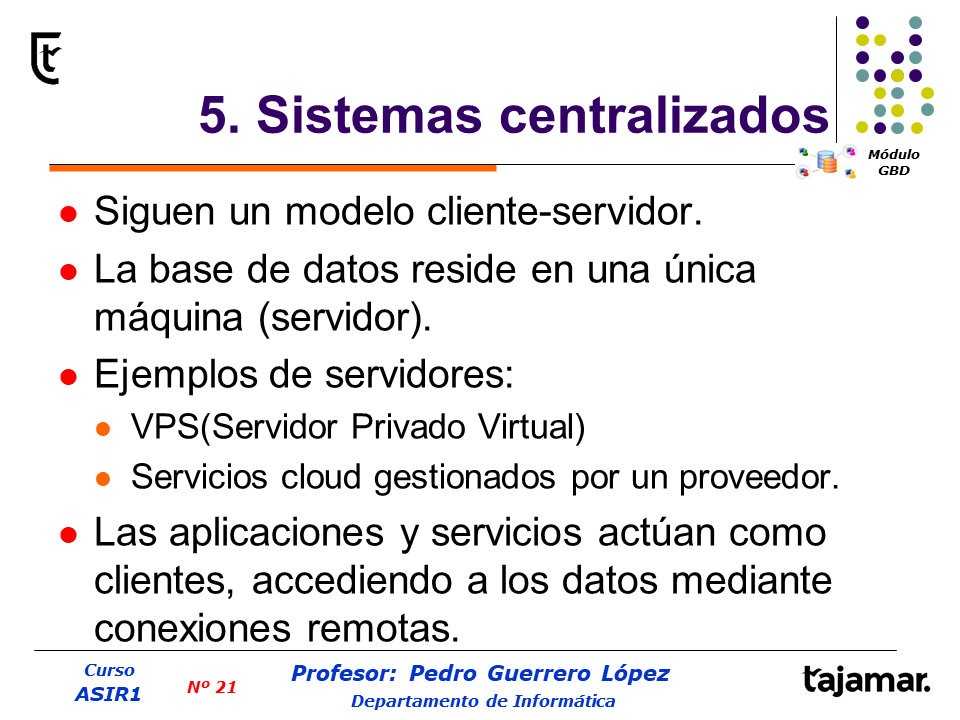 5. Sistemas centralizados
Módulo
GBD
Siguen un modelo cliente-servidor.
La base de datos reside en una única
máquina (servidor).
Ejemplos de servidores:
VPS(Servidor Privado Virtual)
Servicios cloud gestionados por un proveedor.
Las aplicaciones y servicios actúan como
clientes, accediendo a los datos mediante
conexiones remotas.
Curso
ASIR1
Nº 21
Profesor: Pedro Guerrero López
Departamento de Informática
tajamar.